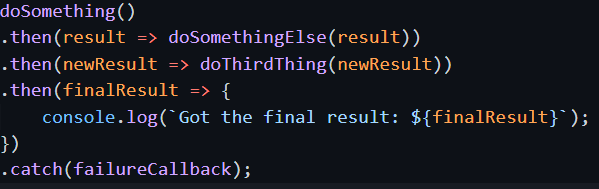 doSomething()
.then(result => doSomethingElse(result))
.then(newResult => doThirdThing(newResult))
.then(finalResult => {
    console.log(`Got the final result: ${finalResult}`);
})
.catch(failureCallback);